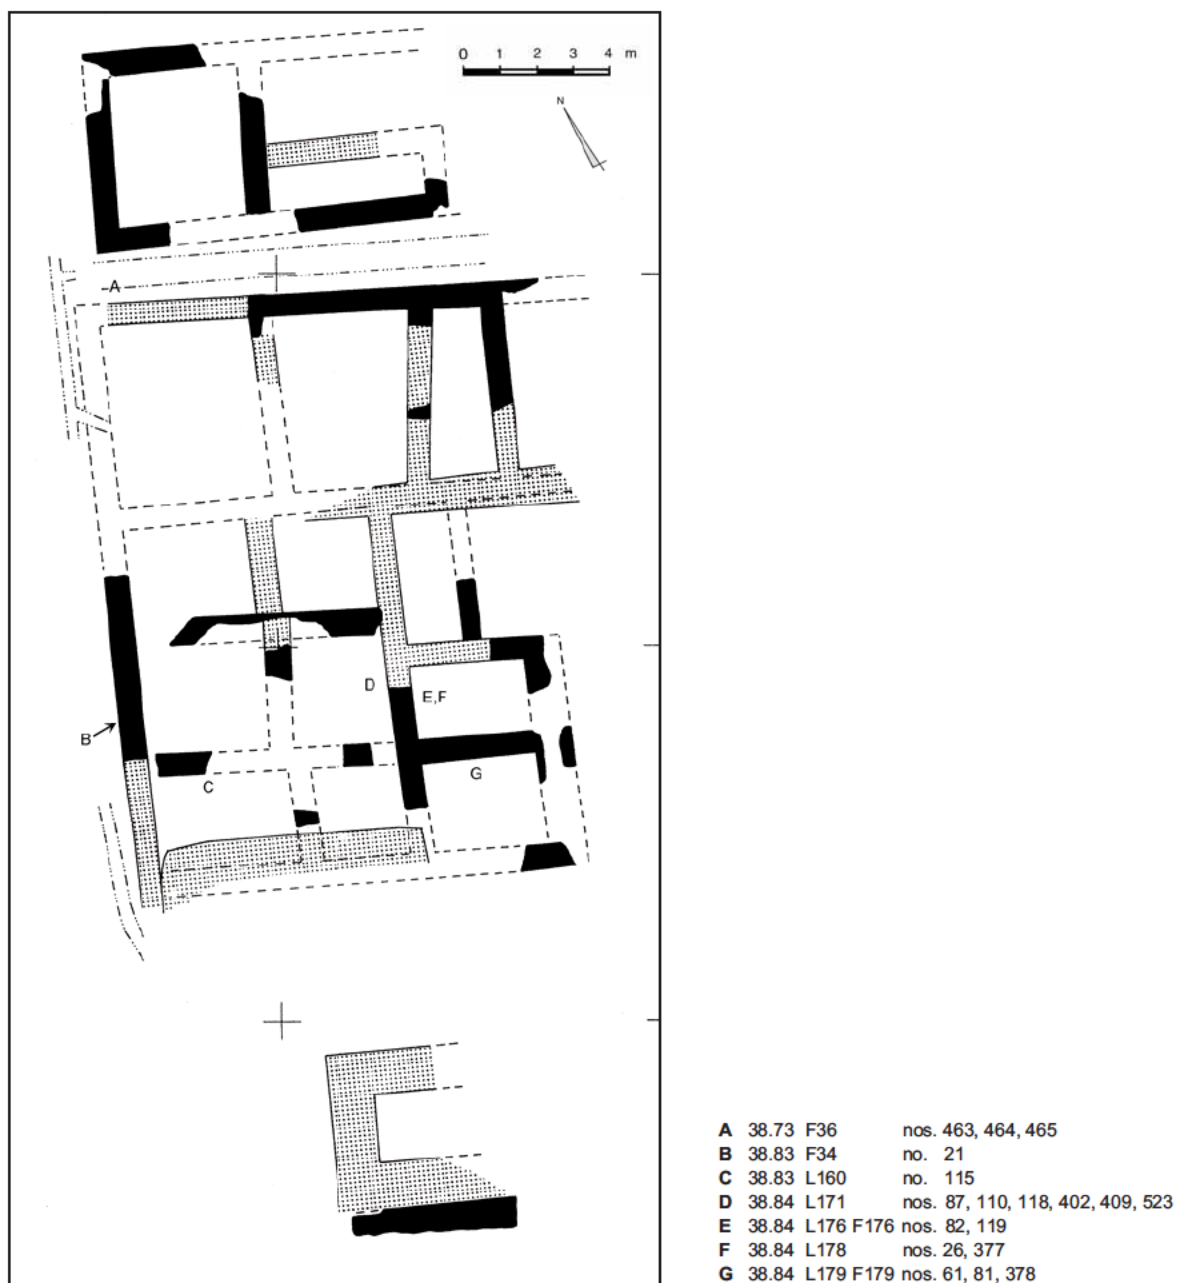 0 1 2 3 4 m
N
A
D
E,F
B
G
C
A 38.73 F36 nos. 463, 464, 465
B 38.83 F34 no. 21
C 38.83 L160 no. 115
D 38.84 L171 nos. 87, 110, 118, 402, 409, 523
E 38.84 L176 F176 nos. 82, 119
F 38.84 L178 nos. 26, 377
G 38.84 L179 F179 nos. 61, 81, 378